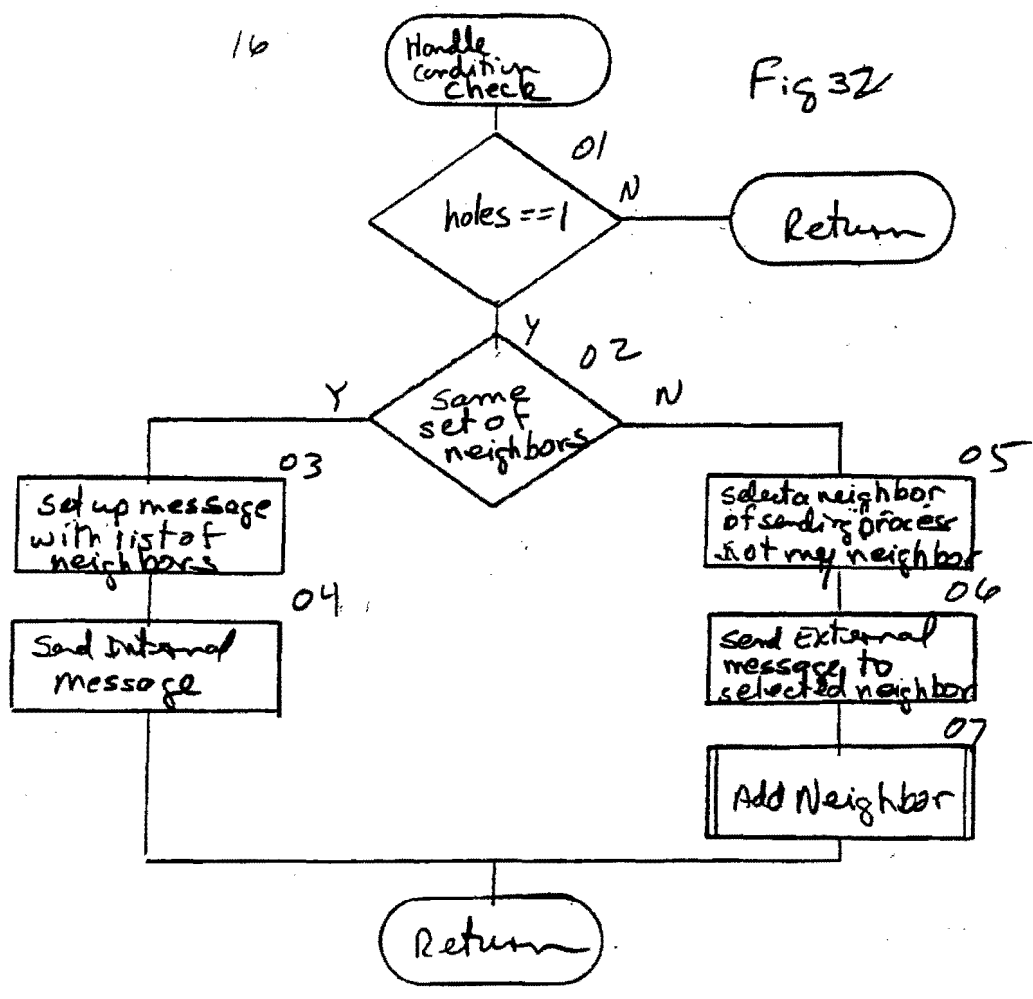 16
Handle
condition
check
Fig 32
01
holes==1
N
Return
Y
02
Same
set of
neighbors
Y
N
03
set up message
with list of
neighbors
04
Send Internal
message
05
select a neighbor
of sending process
not my neighbor
06
send External
message to
selected neighbor
07
Add Neighbor
Return